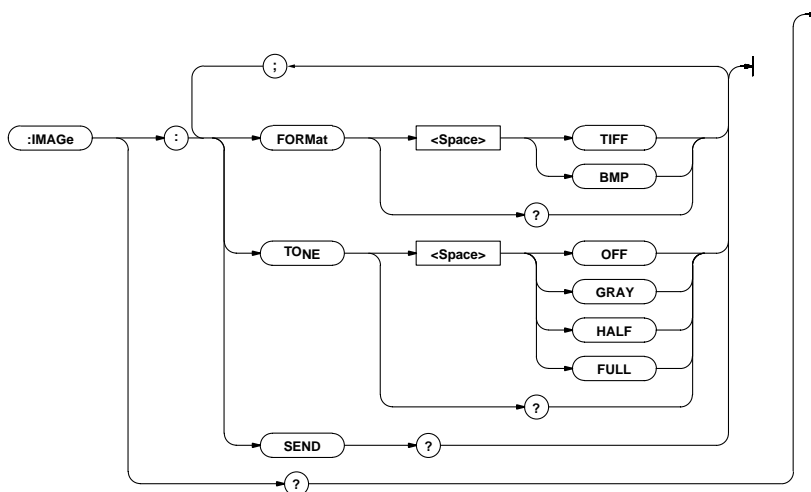 ;
:IMAGe : FORMat <Space> TIFF
BMP
?
TONE <Space> OFF
GRAY
HALF
FULL
?
SEND ?
?